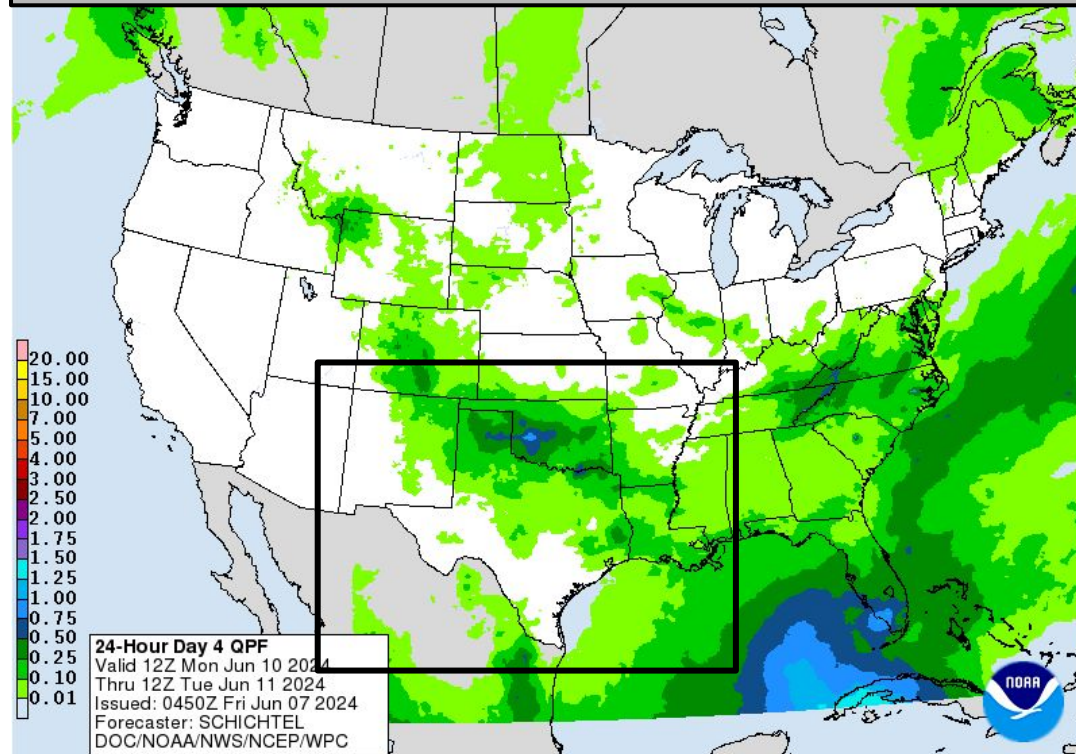 20.00
15.00
10.00
7.00
5.00
4.00
3.00
2.50
2.00
1.75
1.50
1.25
1.00
0.75
0.50
0.25
0.10
0.01
24-Hour Day 4 QPF
Valid 12Z Mon Jun 10 2024
Thru 12Z Tue Jun 11 2024
Issued: 0450Z Fri Jun 07 2024
Forecaster: SCHICHTEL
DOC/NOAA/NWS/NCEP/WPC
NOAA